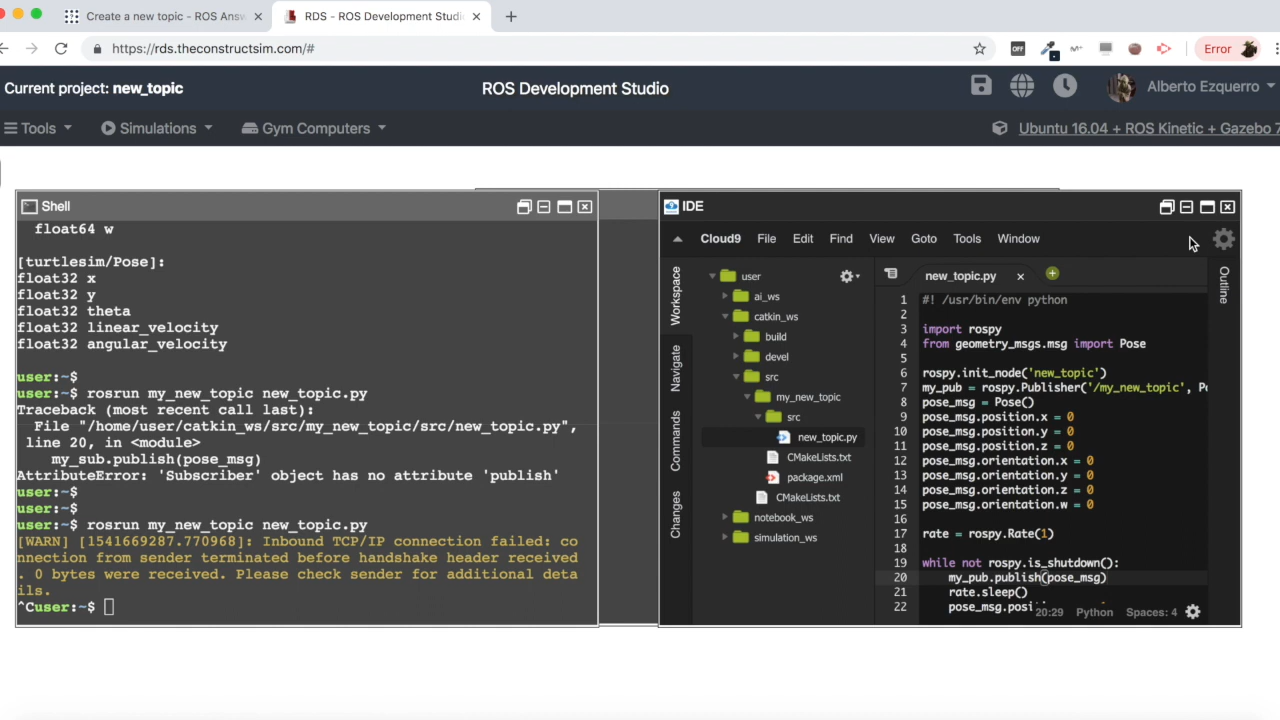 Create a new topic - ROS Answ
RDS - ROS Development Studio
https://rds.theconstructsim.com/#
OFF
Error
Current project: new_topic
ROS Development Studio
Alberto Ezquerro
Tools
Simulations
Gym Computers
Ubuntu 16.04 + ROS Kinetic + Gazebo 7
Shell
float64 w
[turtlesim/Pose]:
float32 x
float32 y
float32 theta
float32 linear_velocity
float32 angular_velocity
user:~$
user:~$ rosrun my_new_topic new_topic.py
Traceback (most recent call last):
File "/home/user/catkin_ws/src/my_new_topic/src/new_topic.py",
line 20, in <module>
my_sub.publish(pose_msg)
AttributeError: 'Subscriber' object has no attribute 'publish'
user:~$
user:~$
user:~$ rosrun my_new_topic new_topic.py
[WARN] [1541669287.770968]: Inbound TCP/IP connection failed: co
nnection from sender terminated before handshake header received
. 0 bytes were received. Please check sender for additional deta
ils.
^Cuser:~$
IDE
Cloud9 File Edit Find View Goto Tools Window
Workspace
Navigate
Commands
Changes
user
ai_ws
catkin_ws
build
devel
src
my_new_topic
src
new_topic.py
CMakeLists.txt
package.xml
CMakeLists.txt
notebook_ws
simulation_ws
new_topic.py
Outline
1 #! /usr/bin/env python
2
3 import rospy
4 from geometry_msgs.msg import Pose
5
6 rospy.init_node('new_topic')
7 my_pub = rospy.Publisher('/my_new_topic', Po
8 pose_msg = Pose()
9 pose_msg.position.x = 0
10 pose_msg.position.y = 0
11 pose_msg.position.z = 0
12 pose_msg.orientation.x = 0
13 pose_msg.orientation.y = 0
14 pose_msg.orientation.z = 0
15 pose_msg.orientation.w = 0
16
17 rate = rospy.Rate(1)
18
19 while not rospy.is_shutdown():
20 my_pub.publish(pose_msg)
21 rate.sleep()
22 pose_msg.posi
20:29 Python Spaces: 4